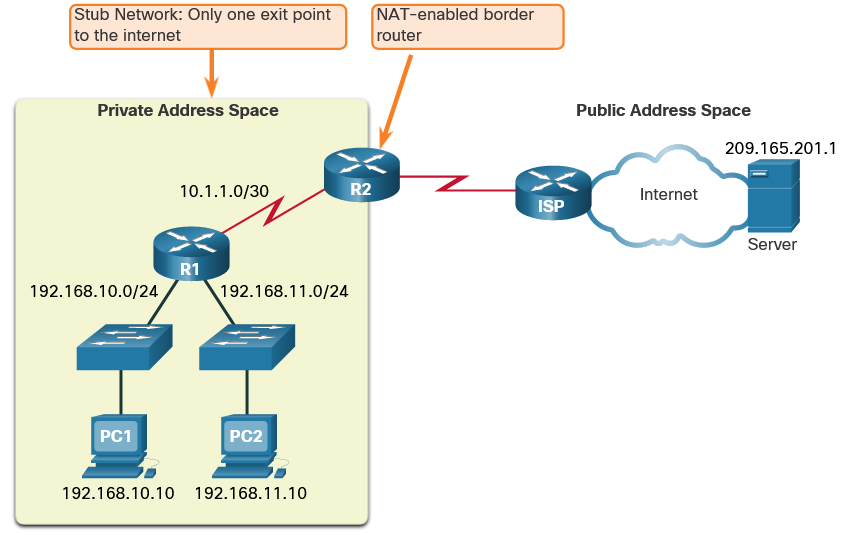 Stub Network: Only one exit point
to the internet
NAT-enabled border
router
Private Address Space
Public Address Space
209.165.201.1
R2
10.1.1.0/30
Internet
ISP
Server
R1
192.168.10.0/24
192.168.11.0/24
PC1
PC2
192.168.10.10
192.168.11.10